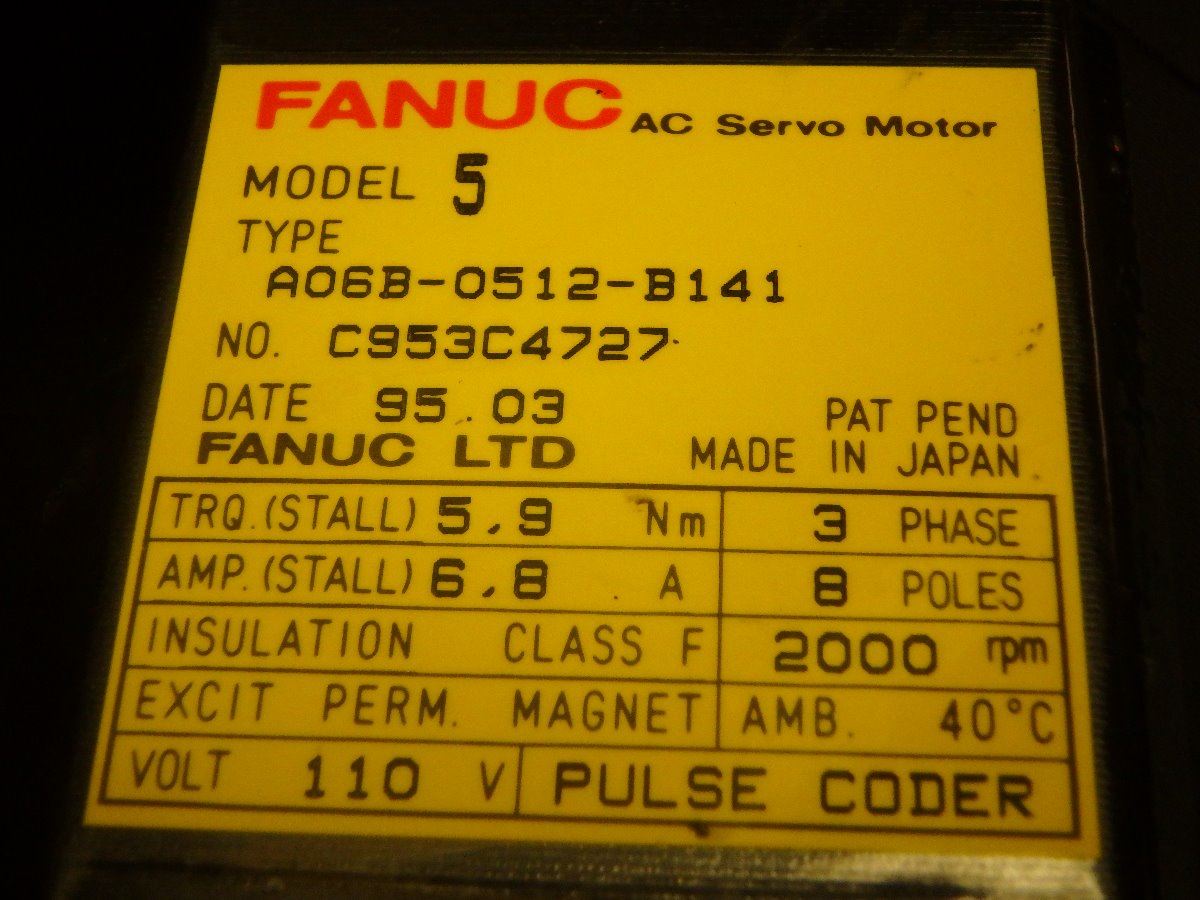 FANUC AC Servo Motor
MODEL 5
TYPE
A06B-0512-B141
NO. C953C4727
DATE 95.03
PAT PEND
FANUC LTD MADE IN JAPAN
TRQ.(STALL) 5.9 Nm 3 PHASE
AMP.(STALL) 6.8 A 8 POLES
INSULATION CLASS F 2000 rpm
EXCIT PERM. MAGNET AMB. 40°C
VOLT 110 V PULSE CODER